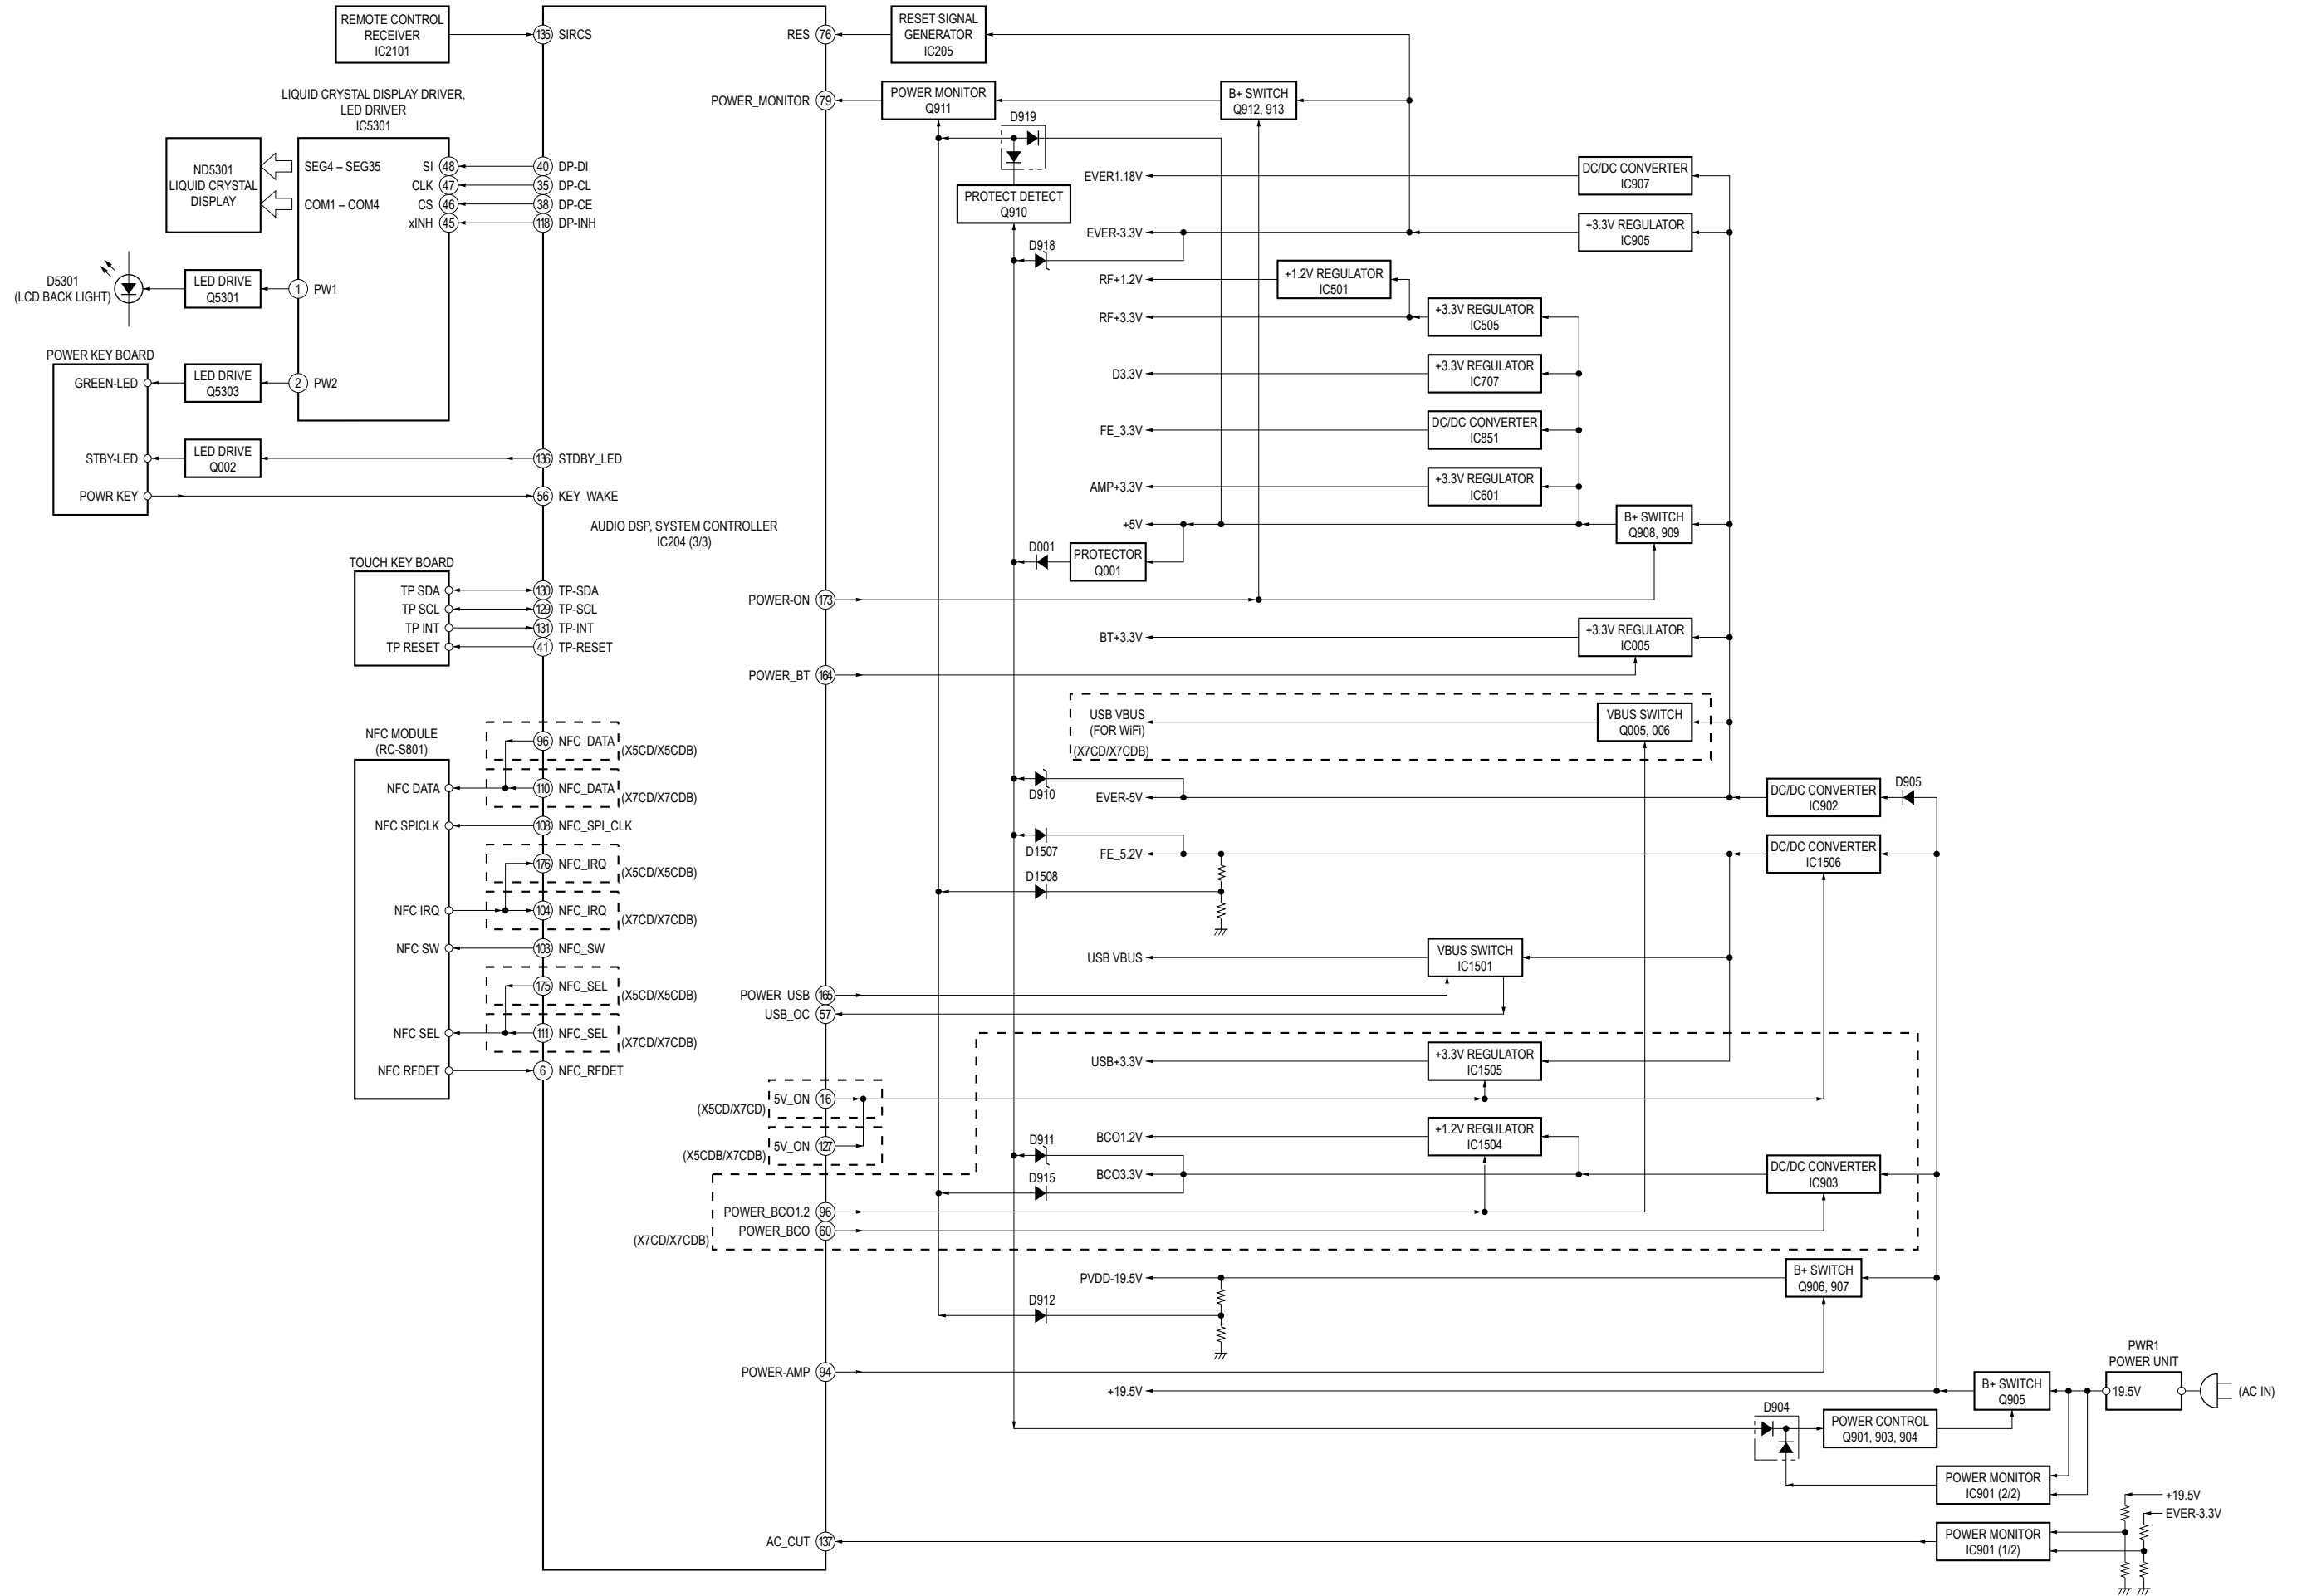 REMOTE CONTROL
RECEIVER
IC2101
135 SIRCS
RES 76
RESET SIGNAL
GENERATOR
IC205
LIQUID CRYSTAL DISPLAY DRIVER,
LED DRIVER
IC5301
POWER_MONITOR 79
POWER MONITOR
Q911
B+ SWITCH
Q912, 913
D919
ND5301
LIQUID CRYSTAL
DISPLAY
SEG4 – SEG35
COM1 – COM4
SI 48
CLK 47
CS 46
xINH 45
40 DP-DI
35 DP-CL
38 DP-CE
118 DP-INH
PROTECT DETECT
Q910
EVER1.18V
DC/DC CONVERTER
IC907
EVER-3.3V
+3.3V REGULATOR
IC905
D918
RF+1.2V
+1.2V REGULATOR
IC501
D5301
(LCD BACK LIGHT)
LED DRIVE
Q5301
1 PW1
RF+3.3V
+3.3V REGULATOR
IC505
POWER KEY BOARD
GREEN-LED
LED DRIVE
Q5303
2 PW2
D3.3V
+3.3V REGULATOR
IC707
FE_3.3V
DC/DC CONVERTER
IC851
STBY-LED
LED DRIVE
Q002
136 STDBY_LED
POWR KEY
56 KEY_WAKE
AMP+3.3V
+3.3V REGULATOR
IC601
AUDIO DSP, SYSTEM CONTROLLER
IC204 (3/3)
+5V
B+ SWITCH
Q908, 909
D001
PROTECTOR
Q001
TOUCH KEY BOARD
TP SDA
TP SCL
TP INT
TP RESET
130 TP-SDA
129 TP-SCL
131 TP-INT
41 TP-RESET
POWER-ON 173
BT+3.3V
+3.3V REGULATOR
IC005
POWER_BT 164
USB VBUS
(FOR WiFi)
(X7CD/X7CDB)
VBUS SWITCH
Q005, 006
NFC MODULE
(RC-S801)
96 NFC_DATA
(X5CD/X5CDB)
NFC DATA
110 NFC_DATA
(X7CD/X7CDB)
NFC SPICLK
108 NFC_SPI_CLK
176 NFC_IRQ
(X5CD/X5CDB)
NFC IRQ
104 NFC_IRQ
(X7CD/X7CDB)
NFC SW
103 NFC_SW
175 NFC_SEL
(X5CD/X5CDB)
NFC SEL
111 NFC_SEL
(X7CD/X7CDB)
NFC RFDET
6 NFC_RFDET
D910
EVER-5V
DC/DC CONVERTER
IC902
D905
D1507
FE_5.2V
DC/DC CONVERTER
IC1506
D1508
USB VBUS
VBUS SWITCH
IC1501
POWER_USB 165
USB_OC 57
USB+3.3V
+3.3V REGULATOR
IC1505
5V_ON 16
(X5CD/X7CD)
5V_ON 127
(X5CDB/X7CDB)
D911
BCO1.2V
+1.2V REGULATOR
IC1504
BCO3.3V
DC/DC CONVERTER
IC903
D915
POWER_BCO1.2 96
POWER_BCO 60
(X7CD/X7CDB)
PVDD-19.5V
B+ SWITCH
Q906, 907
D912
POWER-AMP 94
+19.5V
B+ SWITCH
Q905
PWR1
POWER UNIT
19.5V
(AC IN)
D904
POWER CONTROL
Q901, 903, 904
POWER MONITOR
IC901 (2/2)
+19.5V
EVER-3.3V
AC_CUT 137
POWER MONITOR
IC901 (1/2)